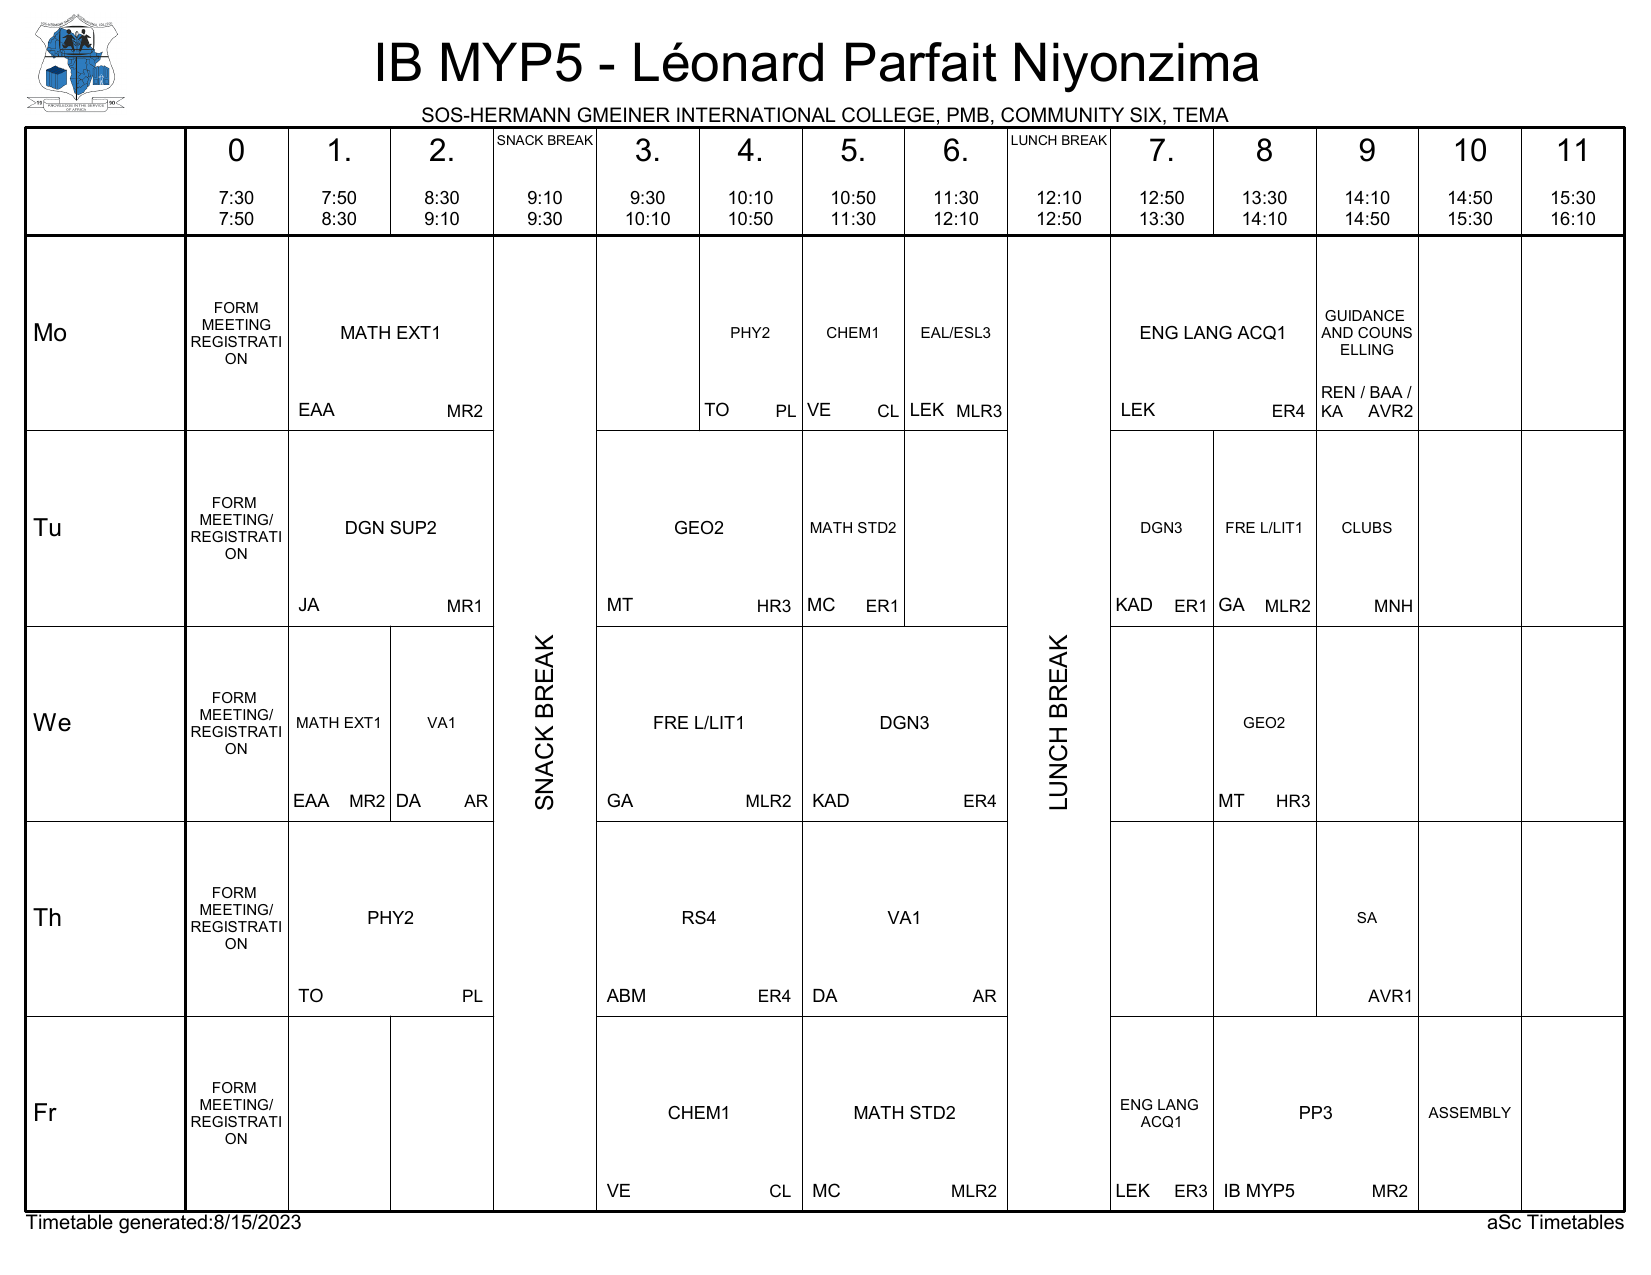 IB MYP5 - Léonard Parfait Niyonzima
SOS-HERMANN GMEINER INTERNATIONAL COLLEGE, PMB, COMMUNITY SIX, TEMA
0 1. 2. SNACK BREAK 3. 4. 5. 6. LUNCH BREAK 7. 8 9 10 11
7:30 7:50 8:30 9:10 9:30 10:10 10:50 11:30 12:10 12:50 13:30 14:10 14:50 15:30
7:50 8:30 9:10 9:30 10:10 10:50 11:30 12:10 12:50 13:30 14:10 14:50 15:30 16:10
Mo
FORM
MEETING
REGISTRATI
ON
MATH EXT1
EAA MR2
PHY2
TO PL
CHEM1
VE CL
EAL/ESL3
LEK MLR3
ENG LANG ACQ1
LEK ER4
GUIDANCE
AND COUNS
ELLING
REN / BAA /
KA AVR2
Tu
FORM
MEETING/
REGISTRATI
ON
DGN SUP2
JA MR1
GEO2
MT HR3
MATH STD2
MC ER1
DGN3
KAD ER1
FRE L/LIT1
GA MLR2
CLUBS
MNH
We
FORM
MEETING/
REGISTRATI
ON
MATH EXT1
EAA MR2
VA1
DA AR
SNACK BREAK
FRE L/LIT1
GA MLR2
DGN3
KAD ER4
LUNCH BREAK
GEO2
MT HR3
Th
FORM
MEETING/
REGISTRATI
ON
PHY2
TO PL
RS4
ABM ER4
VA1
DA AR
SA
AVR1
Fr
FORM
MEETING/
REGISTRATI
ON
CHEM1
VE CL
MATH STD2
MC MLR2
ENG LANG
ACQ1
LEK ER3
PP3
IB MYP5 MR2
ASSEMBLY
Timetable generated:8/15/2023
aSc Timetables